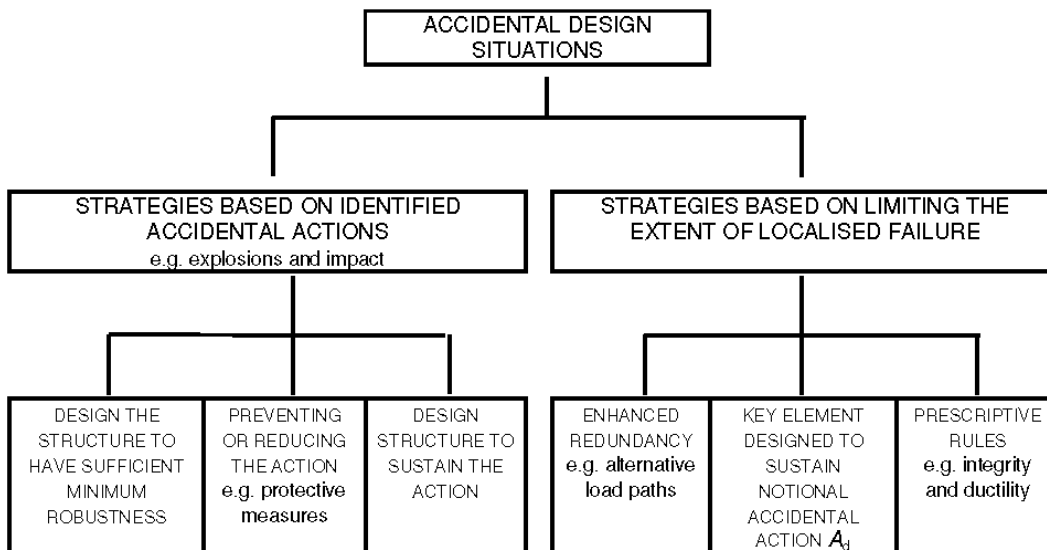 ACCIDENTAL DESIGN
SITUATIONS
STRATEGIES BASED ON IDENTIFIED
ACCIDENTAL ACTIONS
e.g. explosions and impact
STRATEGIES BASED ON LIMITING THE
EXTENT OF LOCALISED FAILURE
DESIGN THE
STRUCTURE TO
HAVE SUFFICIENT
MINIMUM
ROBUSTNESS
PREVENTING
OR REDUCING
THE ACTION
e.g. protective
measures
DESIGN
STRUCTURE TO
SUSTAIN THE
ACTION
ENHANCED
REDUNDANCY
e.g. alternative
load paths
KEY ELEMENT
DESIGNED TO
SUSTAIN
NOTIONAL
ACCIDENTAL
ACTION Ad
PRESCRIPTIVE
RULES
e.g. integrity
and ductility